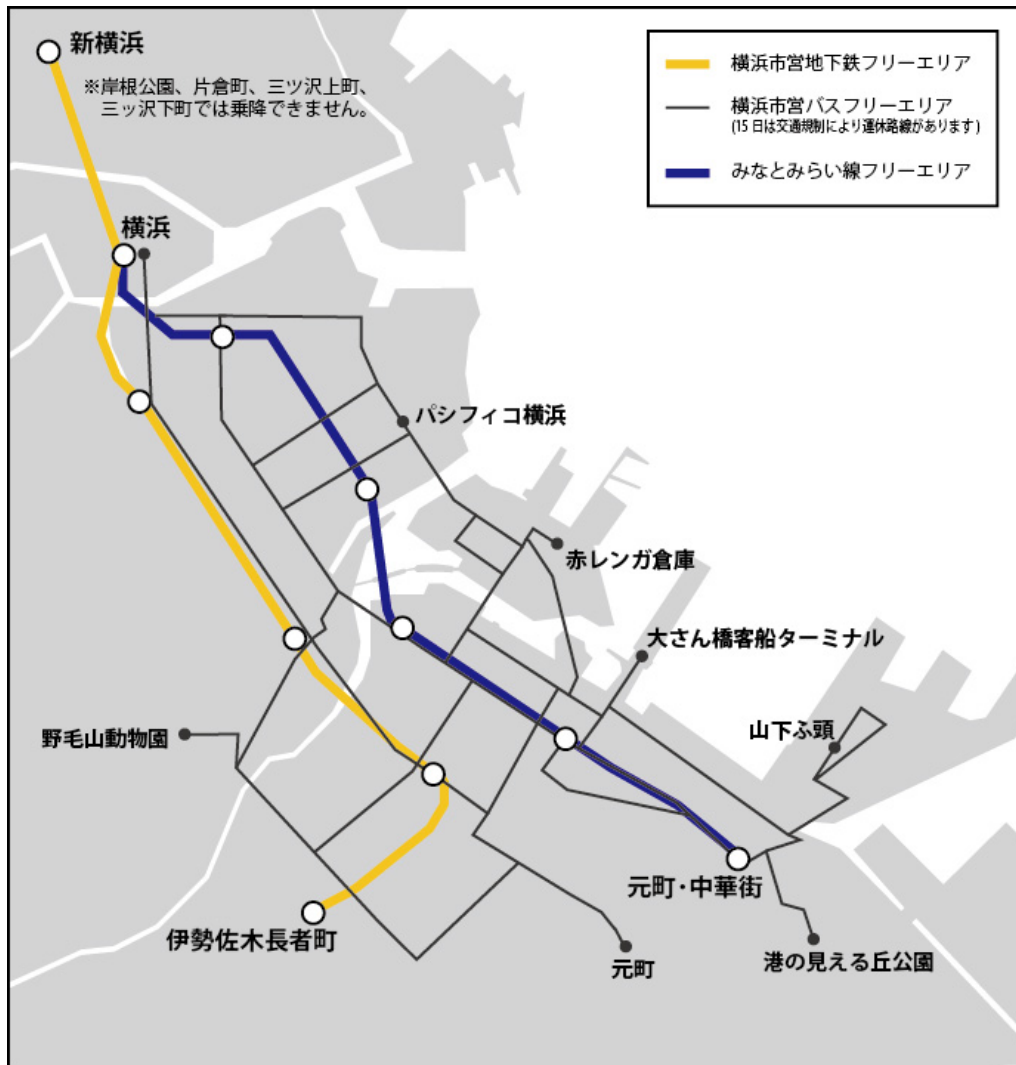 新横浜
※岸根公園、片倉町、三ツ沢上町、
三ッ沢下町では乗降できません。
横浜市営地下鉄フリーエリア
横浜市営バスフリーエリア
(15日は交通規制により運休路線があります)
みなとみらい線フリーエリア
横浜
パシフィコ横浜
赤レンガ倉庫
大さん橋客船ターミナル
野毛山動物園
山下ふ頭
元町・中華街
伊勢佐木長者町
元町
港の見える丘公園